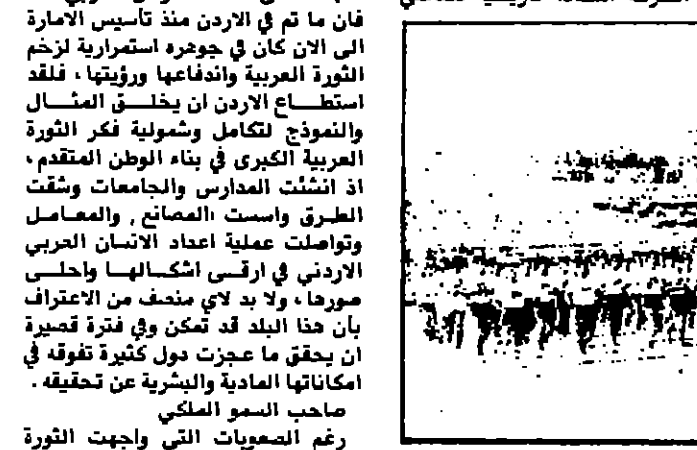 فان ما تم في الاردن منذ تأسيس الامارة
الى الان كان في جوهره استمرارية لزخم
الثورة العربية واندفاعها ورؤيتها ، فلقد
استطاع الاردن ان يخلق المثال
والنموذج لتكامل وشمولية فكر الثورة
العربية الكبرى في بناء الوطن المتقدم ،
اذ انشئت المدارس والجامعات وشقت
الطرق واسست المصانع , والمعامل
وتواصلت عملية اعداد الانسان العربي
الاردني في ارقى اشكالها واحلى
صورها ، ولا بد لاي منصف من الاعتراف
بأن هذا البلد قد تمكن وفي فترة قصيرة
ان يحقق ما عجزت دول كثيرة تفوقه في
امكاناتها المادية والبشرية عن تحقيقه .
صاحب السمو الملكي
رغم الصعوبات التي واجهت الثورة